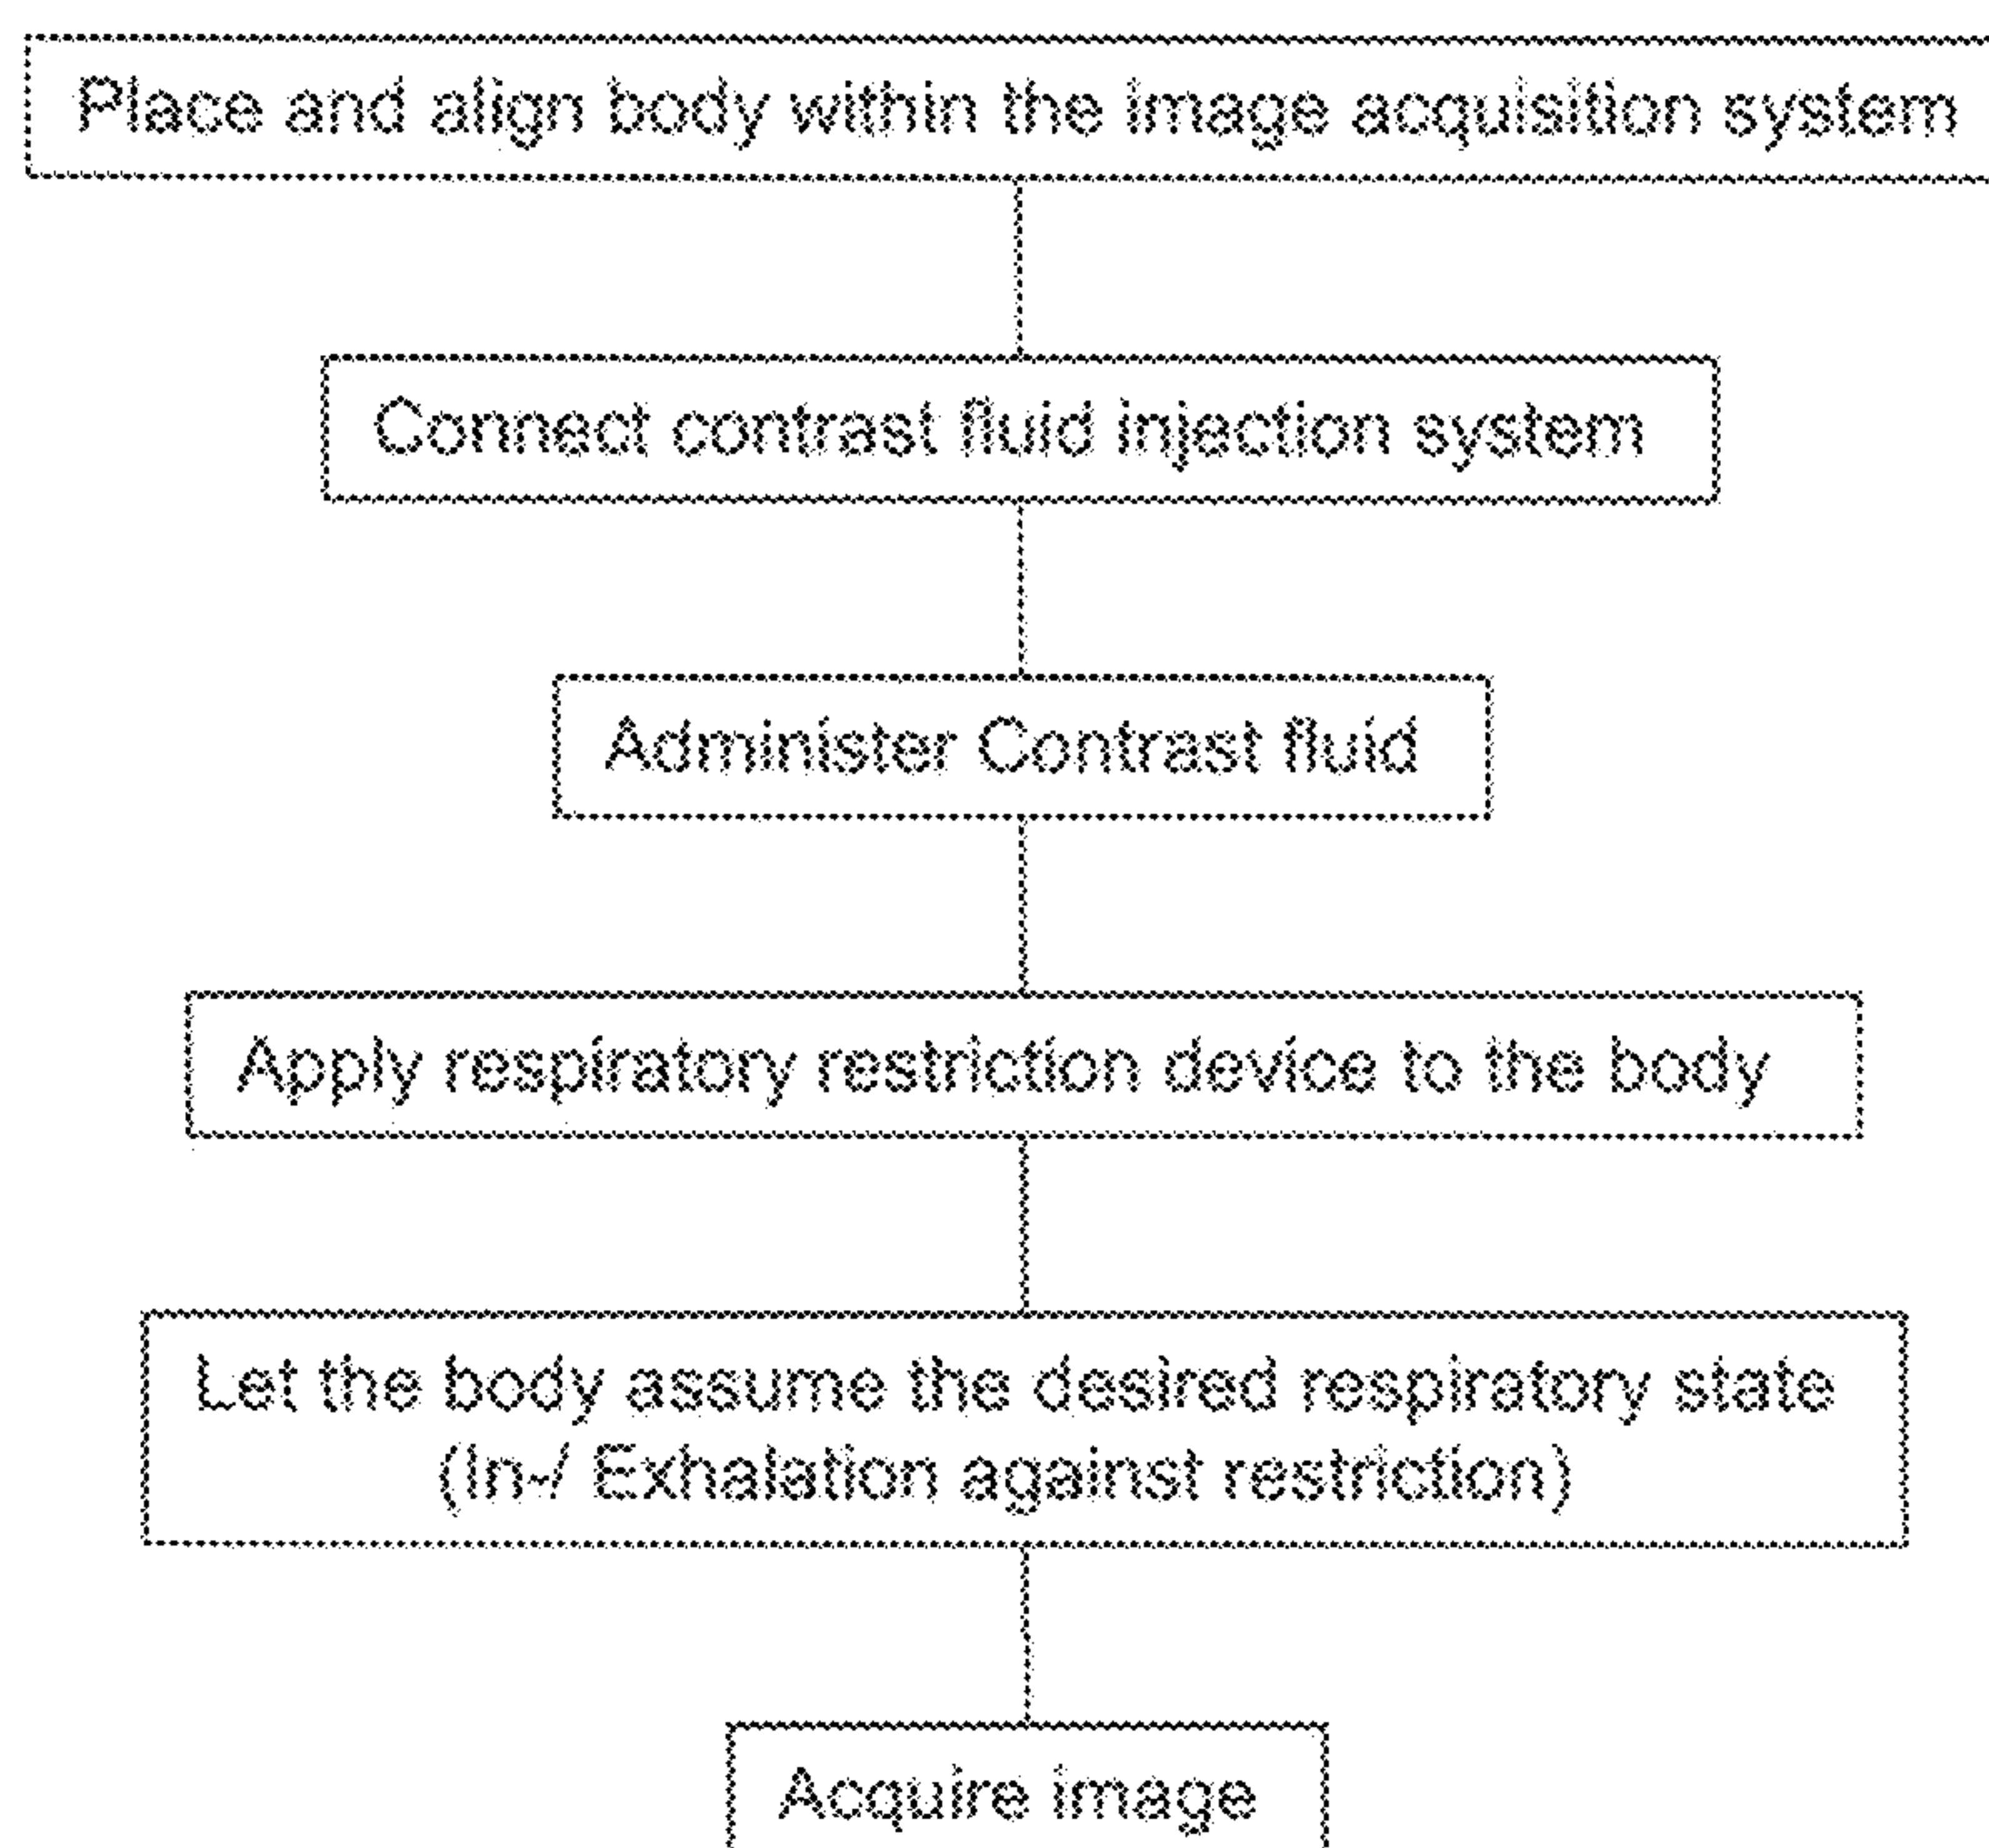 Place and align body within the image acquisition system
Connect contrast fluid injection system
Administer Contrast fluid
Apply respiratory restriction device to the body
Let the body assume the desired respiratory state
(In-/ Exhalation against restriction)
Acquire image